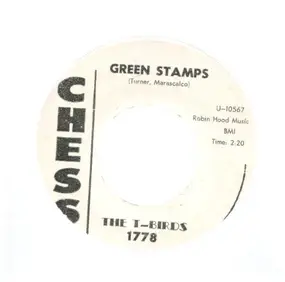 GREEN STAMPS
(Turner, Marascalco)
CHESS
U-10567
Robin Hood Music
BMI
Time: 2:20
THE T-BIRDS
1778